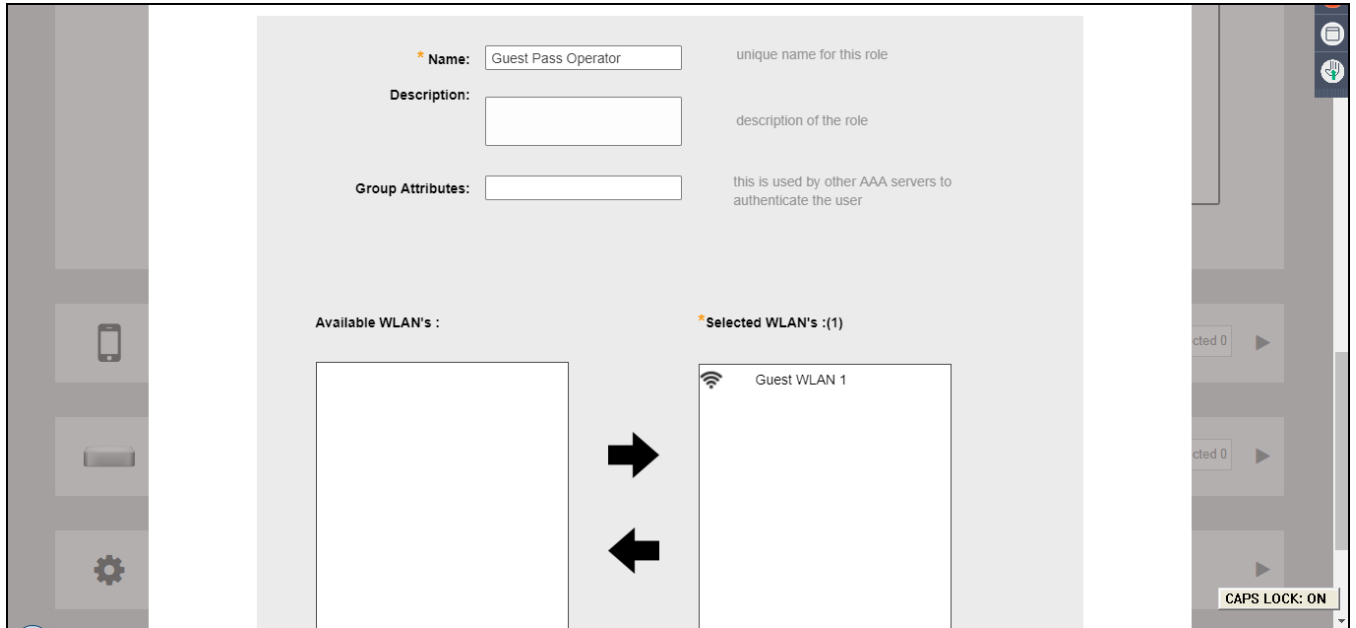 * Name: Guest Pass Operator unique name for this role
Description:
description of the role
Group Attributes:
this is used by other AAA servers to
authenticate the user
Available WLAN's : *Selected WLAN's :(1)
cted 0
Guest WLAN 1
cted 0
CAPS LOCK: ON